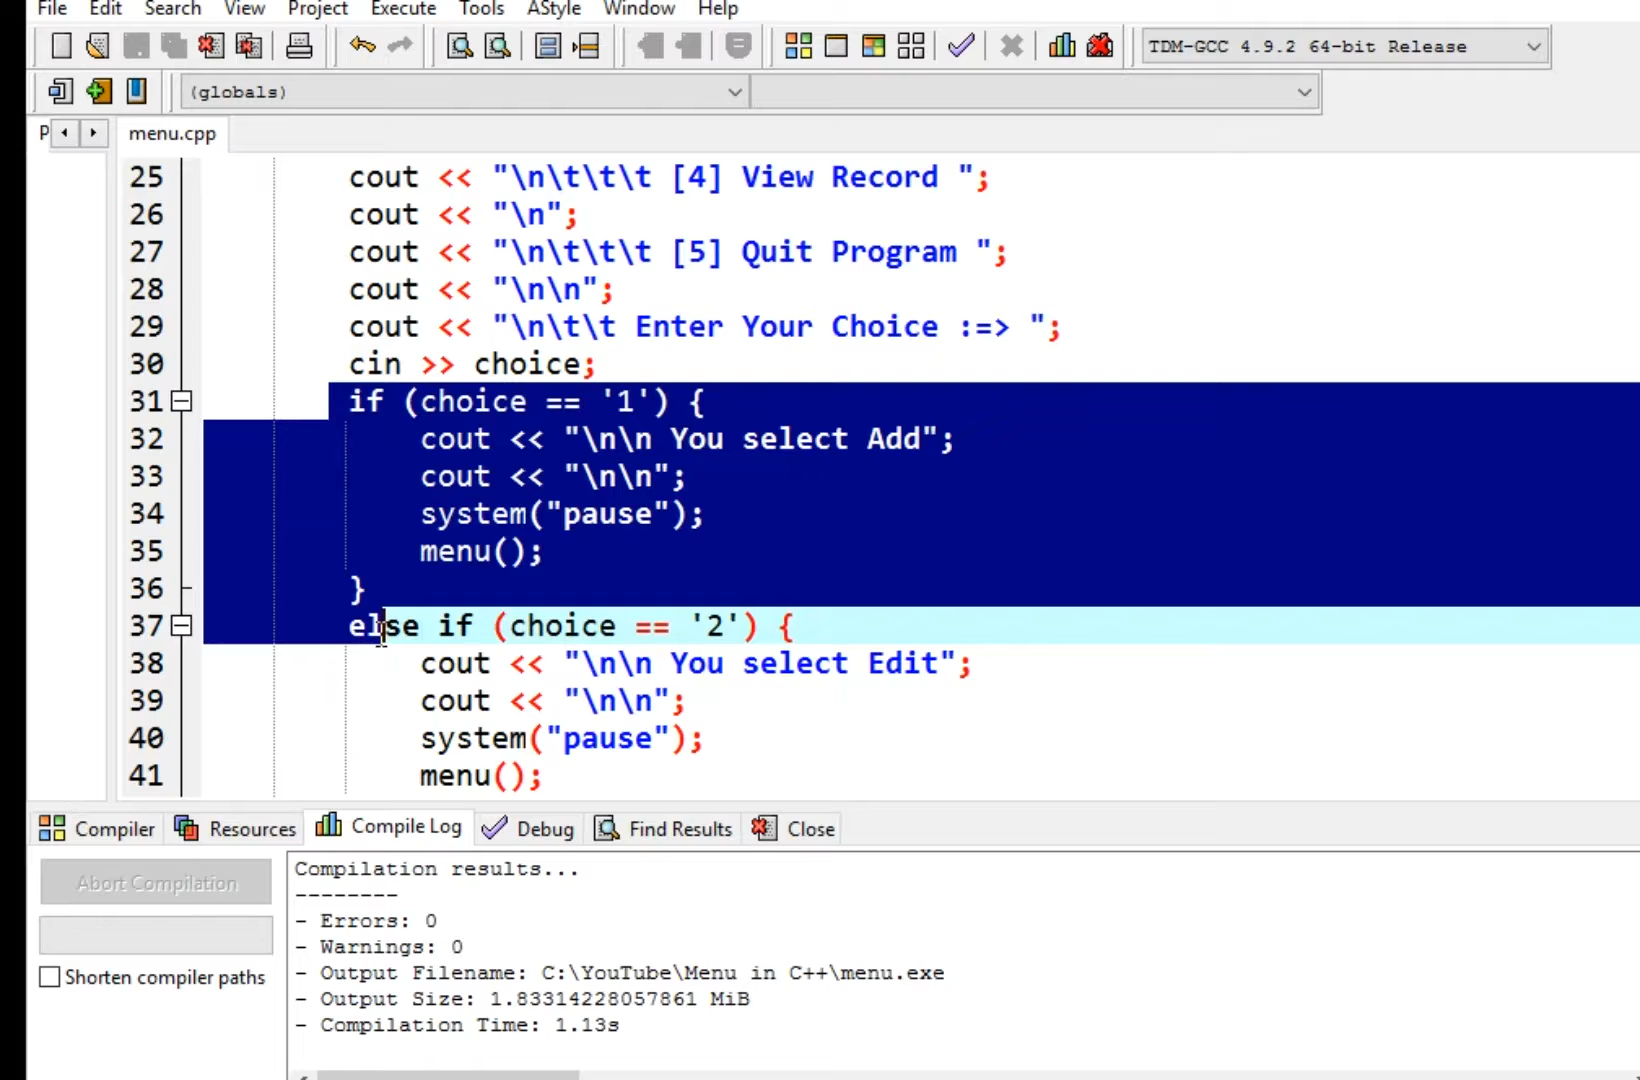 File Edit Search View Project Execute Tools AStyle Window Help
TDM-GCC 4.9.2 64-bit Release
(globals)
P menu.cpp
25 cout << "\n\t\t\t [4] View Record ";
26 cout << "\n";
27 cout << "\n\t\t\t [5] Quit Program ";
28 cout << "\n\n";
29 cout << "\n\t\t Enter Your Choice :=> ";
30 cin >> choice;
31 if (choice == '1') {
32 cout << "\n\n You select Add";
33 cout << "\n\n";
34 system("pause");
35 menu();
36 }
37 else if (choice == '2') {
38 cout << "\n\n You select Edit";
39 cout << "\n\n";
40 system("pause");
41 menu();
Compiler Resources Compile Log Debug Find Results Close
Abort Compilation
Shorten compiler paths
Compilation results...
--------
- Errors: 0
- Warnings: 0
- Output Filename: C:\YouTube\Menu in C++\menu.exe
- Output Size: 1.83314228057861 MiB
- Compilation Time: 1.13s